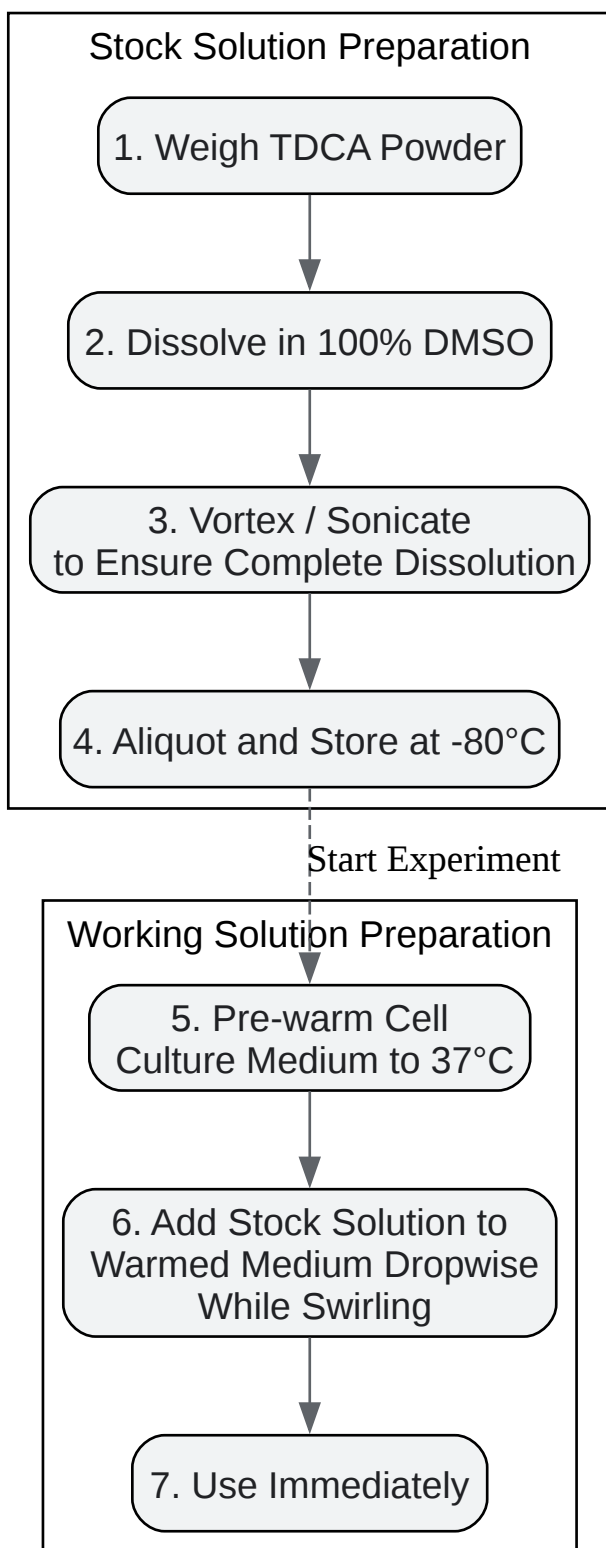 Stock Solution Preparation
1. Weigh TDCA Powder
2. Dissolve in 100% DMSO
3. Vortex / Sonicate
to Ensure Complete Dissolution
4. Aliquot and Store at -80°C
Start Experiment
Working Solution Preparation
5. Pre-warm Cell
Culture Medium to 37°C
6. Add Stock Solution to
Warmed Medium Dropwise
While Swirling
7. Use Immediately